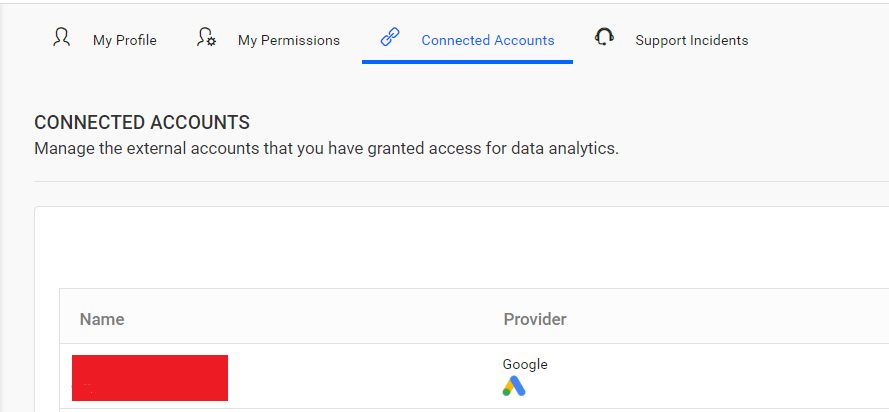 My Profile
My Permissions
Connected Accounts
Support Incidents
CONNECTED ACCOUNTS
Manage the external accounts that you have granted access for data analytics.
Name
Provider
Google